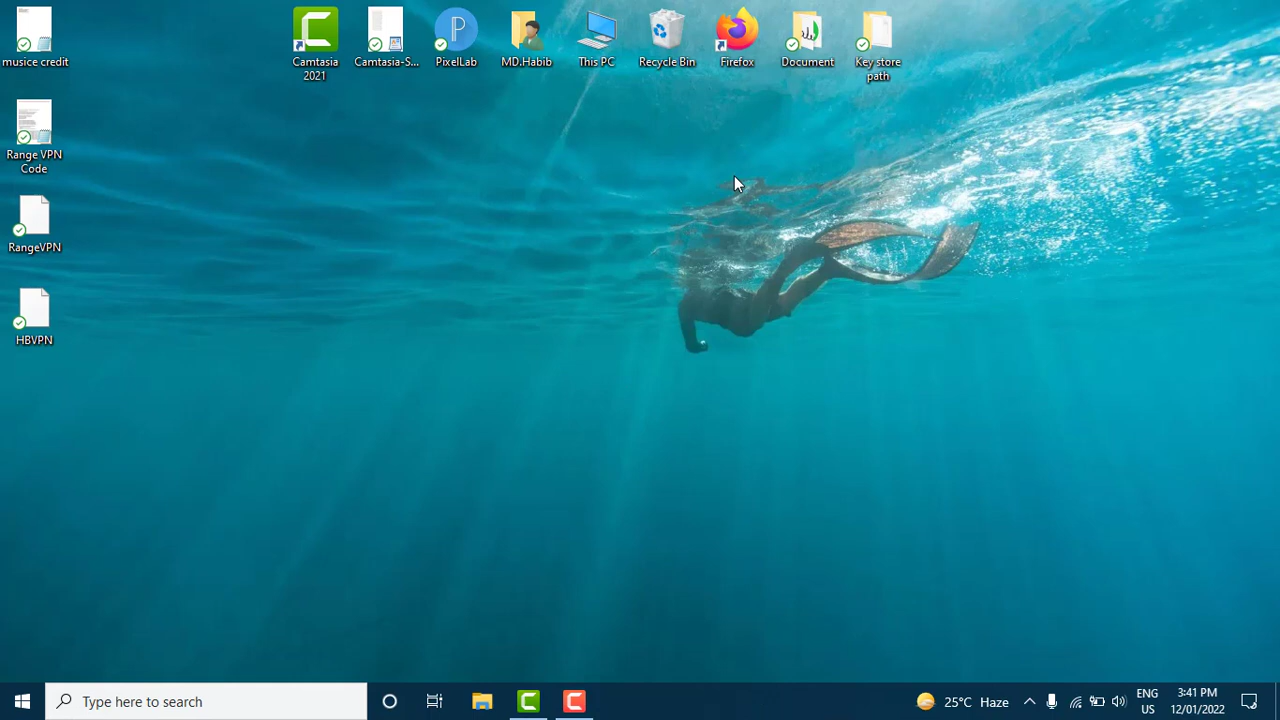 musice credit
Camtasia 2021
Camtasia-S...
PixelLab
MD.Habib
This PC
Recycle Bin
Firefox
Document
Key store path
Range VPN Code
RangeVPN
HBVPN
Type here to search
25°C Haze
ENG US
3:41 PM
12/01/2022